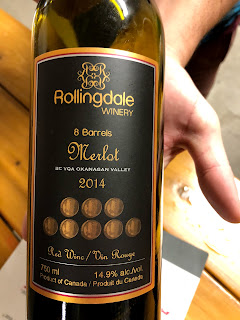 Rollingdale
WINERY
8 Barrels
Merlot
BC VQA OKANAGAN VALLEY
2014
Red Wine / Vin Rouge
750 ml 14.9% alc./vol.
Product of Canada / Produit du Canada